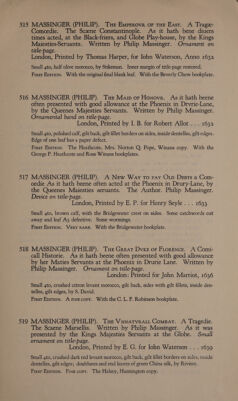 515 MASSINGER (PHILIP). The Emperour of the East. A Tragæ-
Comœdie. The Scæne Constantinople. As it hath bene divers
times acted, at the Black-friers, and Globe Play-house, by the Kings
Majesties Servants. Written by Philip Massinger. Ornament on
title-page.
London, Printed by Thomas Harper, for John Waterson, Anno 1632
Small 4to, half olive morocco, by Stikeman. Inner margin of title-page restored.
First Edition. With the original final blank leaf. With the Beverly Chew bookplate.
516 MASSINGER (PHILIP). The Maid of Honour. As it hath beene
often presented with good allowance at the Phoenix in Drurie-Lane,
by the Queenes Majesties Servants. Written by Philip Massinger.
Ornamental band on title-page.
London, Printed by I. B. for Robert Allot . . . 1632
Small 4to, polished calf, gilt back, gilt fillet borders on sides, inside dentelles, gilt edges.
Edge of one leaf has a paper defect.
First Edition. The Heathcote, Mrs. Norton Q. Pope, Winans copy. With the
George P. Heathcote and Ross Winans bookplates.
517 MASSINGER (PHILIP). A New Way to pay Old Debts a Com-
oedie As it hath beene often acted at the Phoenix in Drury-Lane, by
the Queenes Maiesties servants. The Author. Philip Massinger.
Device on title-page.
London, Printed by E. P. for Henry Seyle . . . 1633
Small 4to, brown calf, with the Bridgewater crest on sides. Some catchwords cut
away and leaf A3 defective. Some wormings.
First Edition. Very rare. With the Bridgewater bookplate.
518 MASSINGER (PHILIP). The Great Dvke of Florence. A Comi-
call Historie. As it hath beene often presented with good allowance
by her Maties Servants at the Phoenix in Drurie Lane. Written by
Philip Massinger. Ornament on title-page.
London: Printed for John Marriot, 1636
Small 4to, crushed citron levant morocco, gilt back, sides with gilt fillets, inside den-
telles, gilt edges, by S. David.
First Edition. A fine copy. With the C. L. F. Robinson bookplate.
519 MASSINGER (PHILIP). The Vnnatvrall Combat. A Tragedie.
The Scæne Marsellis. Written by Philip Massinger. As it was
presented by the Kings Majesties Servants at the Globe. Small
ornament on title-page.
London, Printed by E. G. for John Waterson . . . 1639
Small 4to, crushed dark red levant morocco, gilt back, gilt fillet borders on sides, inside
dentelles, gilt edges; doublures and end leaves of green China silk, by Riviere.
First Edition. Fine copy. The Halsey, Huntington copy.